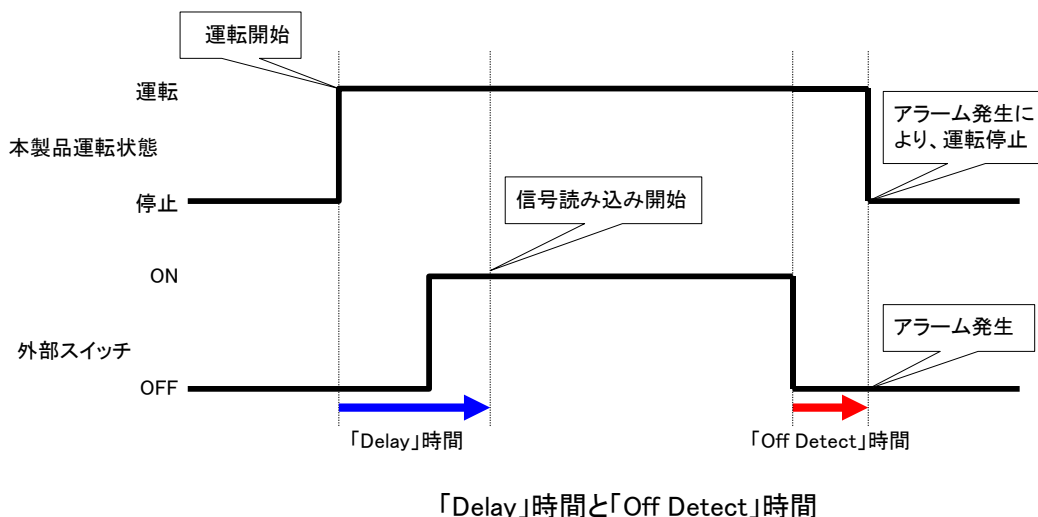 運転開始
運転
本製品運転状態
停止
アラーム発生に
より、運転停止
信号読み込み開始
ON
外部スイッチ
OFF
アラーム発生
「Delay」時間
「Off Detect」時間
「Delay」時間と「Off Detect」時間